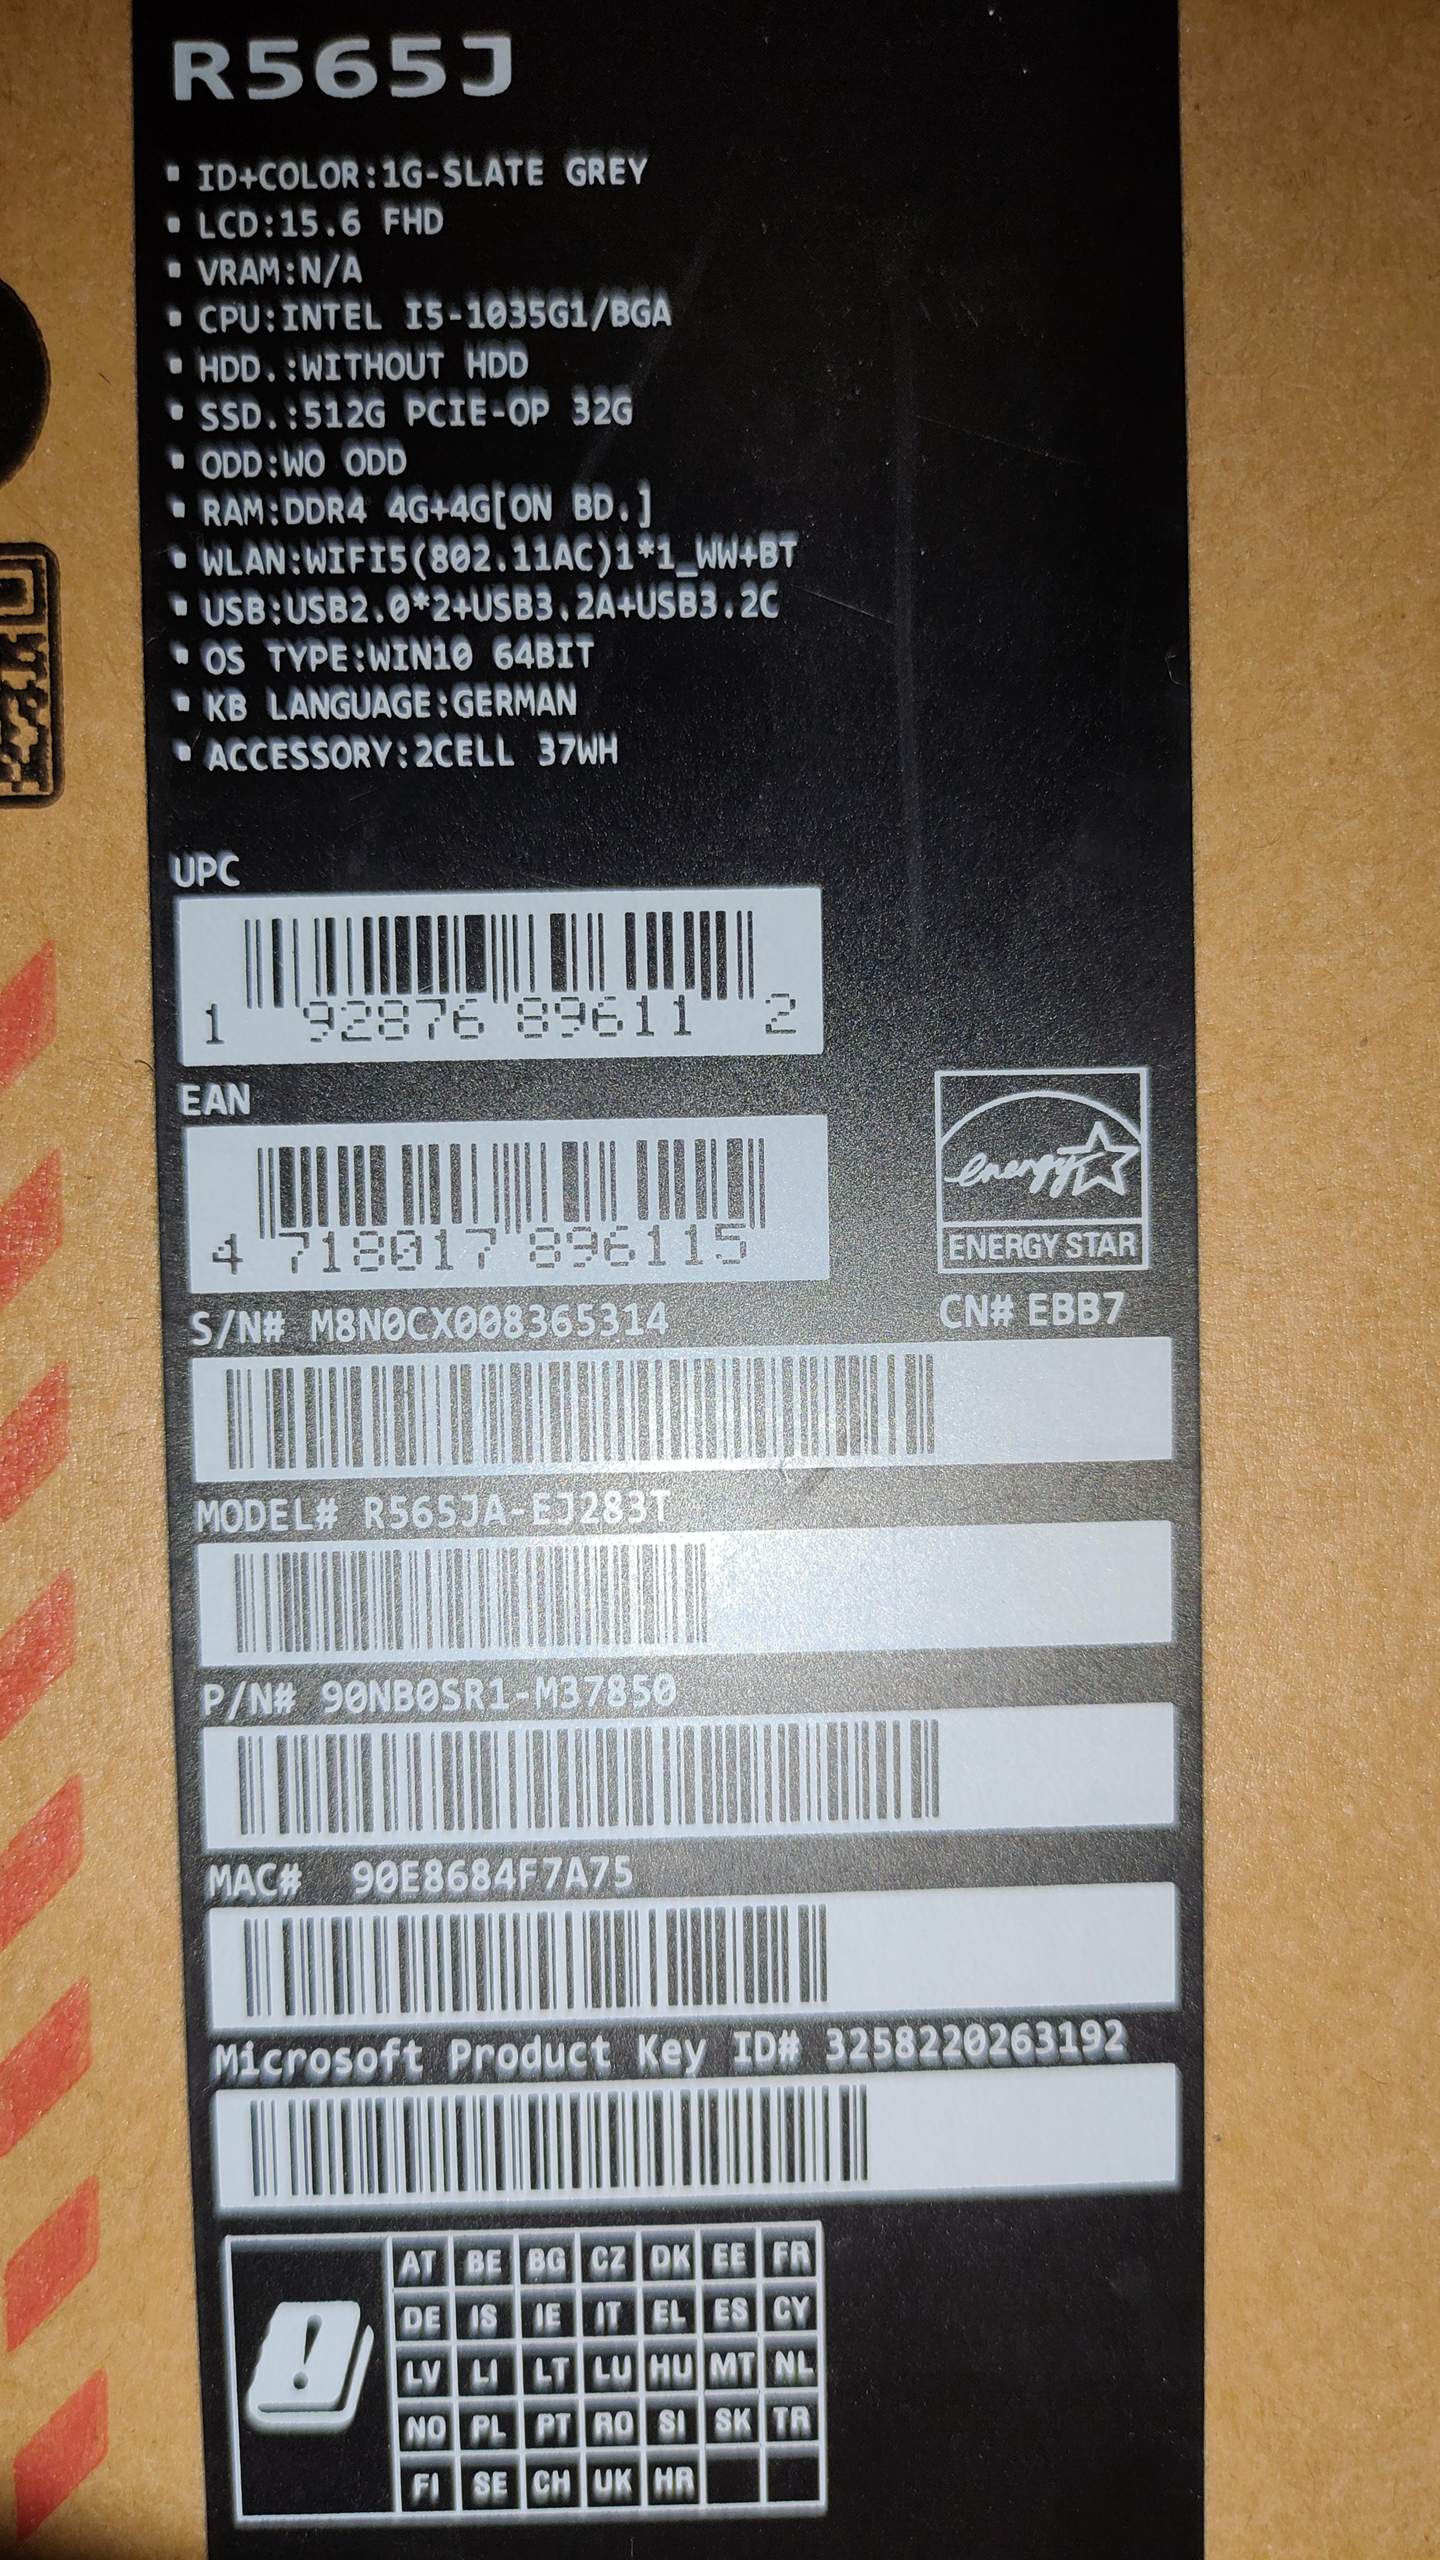 R565J
▪ ID+COLOR:1G-SLATE GREY
▪ LCD:15.6 FHD
▪ VRAM:N/A
▪ CPU:INTEL I5-1035G1/BGA
▪ HDD.:WITHOUT HDD
▪ SSD.:512G PCIE-OP 32G
▪ ODD:WO ODD
▪ RAM:DDR4 4G+4G[ON BD.]
▪ WLAN:WIFI5(802.11AC)1*1_WW+BT
▪ USB:USB2.0*2+USB3.2A+USB3.2C
▪ OS TYPE:WIN10 64BIT
▪ KB LANGUAGE:GERMAN
▪ ACCESSORY:2CELL 37WH
UPC
1 92876 89611 2
EAN
4 718017 896115
energy
ENERGY STAR
S/N# M8N0CX008365314
CN# EBB7
MODEL# R565JA-EJ283T
P/N# 90NB0SR1-M37850
MAC# 90E8684F7A75
Microsoft Product Key ID# 3258220263192
AT BE BG CZ DK EE FR
DE IS IE IT EL ES CY
LV LI LT LU HU MT NL
NO PL PT RO SI SK TR
FI SE CH UK HR